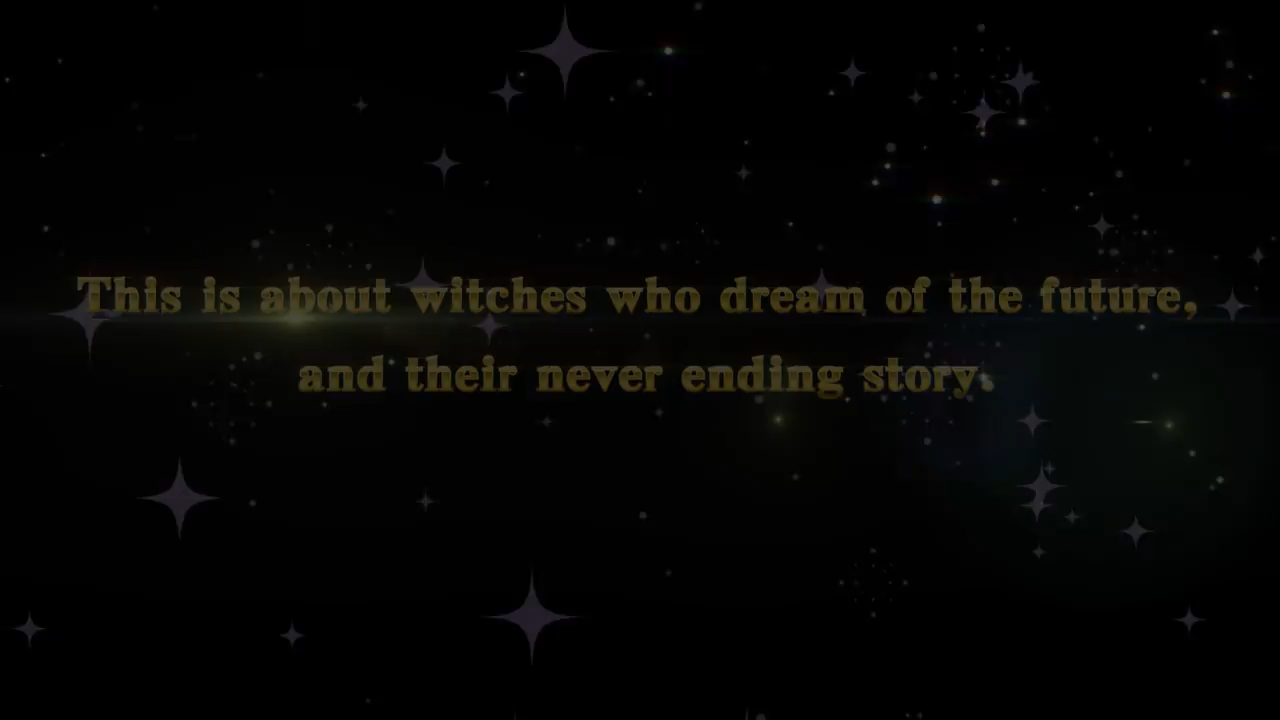 This is about witches who dream of the future,
and their never ending story.